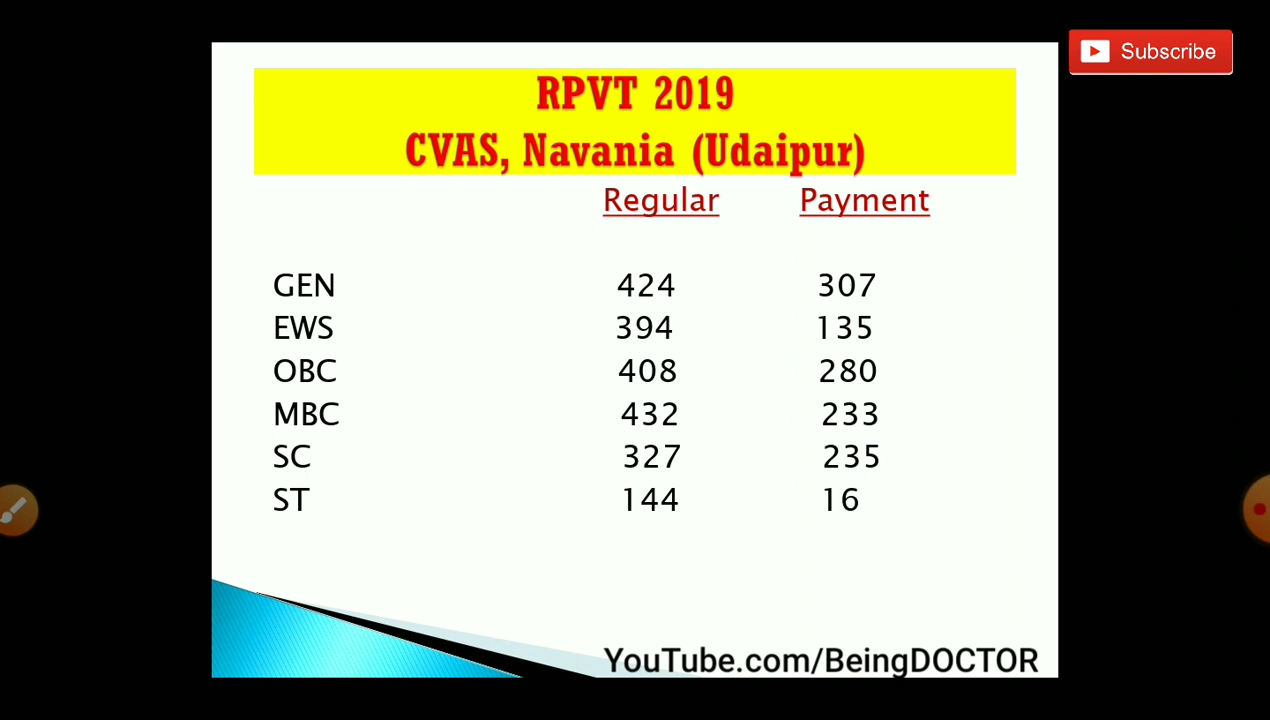 Subscribe
RPVT 2019
CVAS, Navania (Udaipur)
Regular Payment
GEN 424 307
EWS 394 135
OBC 408 280
MBC 432 233
SC 327 235
ST 144 16
YouTube.com/BeingDOCTOR